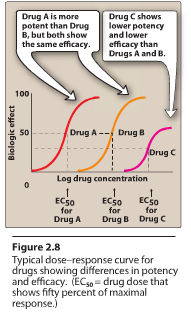 Drug A is more
potent than Drug
B, but both show
the same efficacy.
Drug C shows
lower potency
and lower
efficacy than
Drugs A and B.
Biologic effect
100
50
0
Drug A
Drug B
Drug C
Log drug concentration
EC50
for
Drug A
EC50
for
Drug B
EC50
for
Drug C
Figure 2.8
Typical dose–response curve for
drugs showing differences in potency
and efficacy. (EC50 = drug dose that
shows fifty percent of maximal
response.)